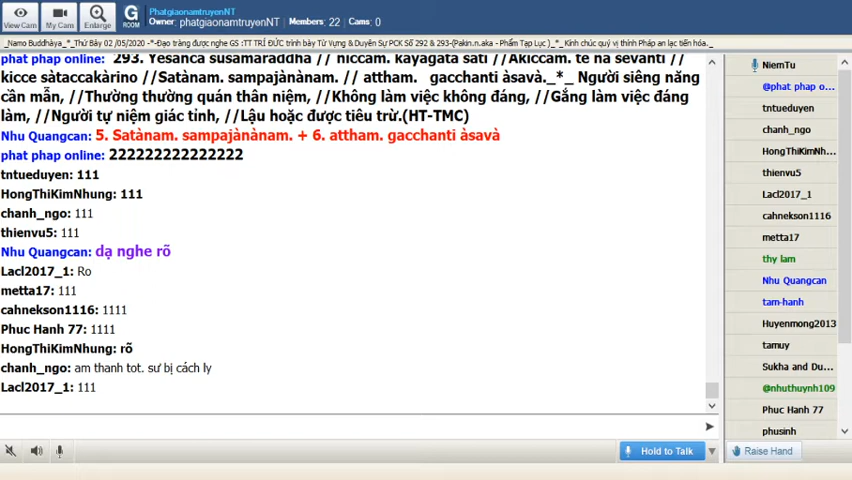 View Cam
My Cam
Enlarge
G
ROOM
PhatgiaonamtruyenNT
Owner: phatgiaonamtruyenNT Members: 22 Cams: 0
_Namo Buddhàya_*_Thứ Bảy 02 /05/2020 -*-Đạo tràng được nghe GS :TT TRÍ ĐỨC trình bày Từ Vựng & Duyên Sự PCK Số 292 & 293-(Pakin.n.aka - Phẩm Tạp Lục ) _* Kính chúc quý vị thính Pháp an lạc tiến hóa._
phat phap online: 293. Yesanca susamaraddha // niccam. kayagata sati //Akiccam. te na sevanti //
kicce sàtaccakàrino //Satànam. sampajànànam. // attham. gacchanti àsavà._*_ Người siêng năng
cần mẫn, //Thường thường quán thân niệm, //Không làm việc không đáng, //Gắng làm việc đáng
làm, //Người tự niệm giác tỉnh, //Lậu hoặc được tiêu trừ.(HT-TMC)
Nhu Quangcan: 5. Satànam. sampajànànam. + 6. attham. gacchanti àsavà
phat phap online: 222222222222222
tntueduyen: 111
HongThiKimNhung: 111
chanh_ngo: 111
thienvu5: 111
Nhu Quangcan: dạ nghe rõ
Lacl2017_1: Ro
metta17: 111
cahnekson1116: 1111
Phuc Hanh 77: 1111
HongThiKimNhung: rõ
chanh_ngo: am thanh tot. sư bị cách ly
Lacl2017_1: 111
Hold to Talk
NiemTu
@phat phap o...
tntueduyen
chanh_ngo
HongThiKimNh...
thienvu5
Lacl2017_1
cahnekson1116
metta17
thy lam
Nhu Quangcan
tam-hanh
Huyenmong2013
tamuy
Sukha and Du...
@nhuthuynh109
Phuc Hanh 77
phusinh
Raise Hand